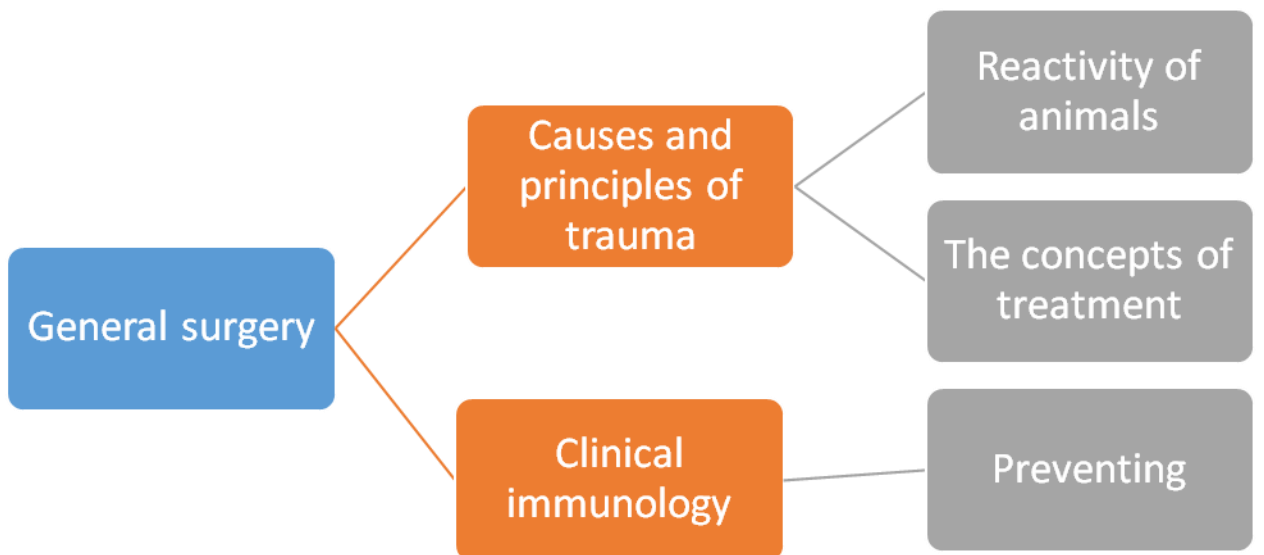 General surgery
Causes and
principles of
trauma
Clinical
immunology
Reactivity of
animals
The concepts of
treatment
Preventing